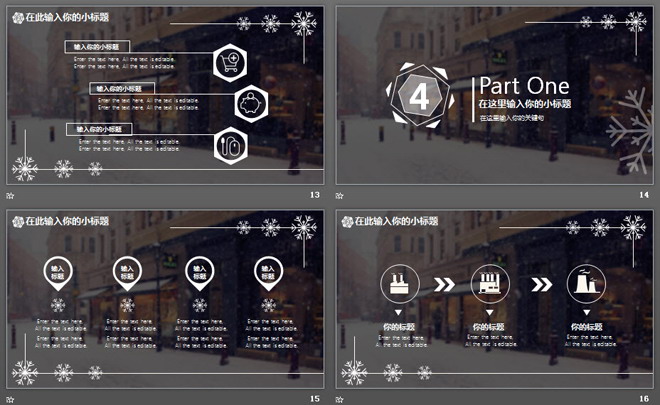 在此输入你的小标题
输入你的小标题
Enter the text here, All the text is editable.
Enter the text here, All the text is editable.
输入你的小标题
Enter the text here, All the text is editable.
Enter the text here, All the text is editable.
输入你的小标题
Enter the text here, All the text is editable.
Enter the text here, All the text is editable.
13
4
Part One
在这里输入你的小标题
在这里输入你的关键句
14
在此输入你的小标题
输入
标题
输入
标题
输入
标题
输入
标题
Enter the text here,
All the text is editable.
Enter the text here,
All the text is editable.
Enter the text here,
All the text is editable.
Enter the text here,
All the text is editable.
Enter the text here,
All the text is editable.
Enter the text here,
All the text is editable.
Enter the text here,
All the text is editable.
Enter the text here,
All the text is editable.
15
在此输入你的小标题
你的标题
Enter the text here,
All the text is editable.
你的标题
Enter the text here,
All the text is editable.
你的标题
Enter the text here,
All the text is editable.
16